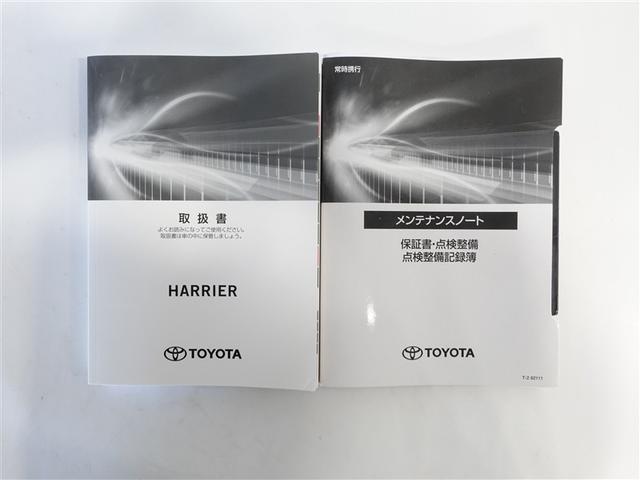 取扱書
よくお読みになってご使用ください。
取扱書は車の中に保管しましょう。
HARRIER
TOYOTA
常時携行
メンテナンスノート
保証書・点検整備
点検整備記録簿
TOYOTA
T-2 02Y11